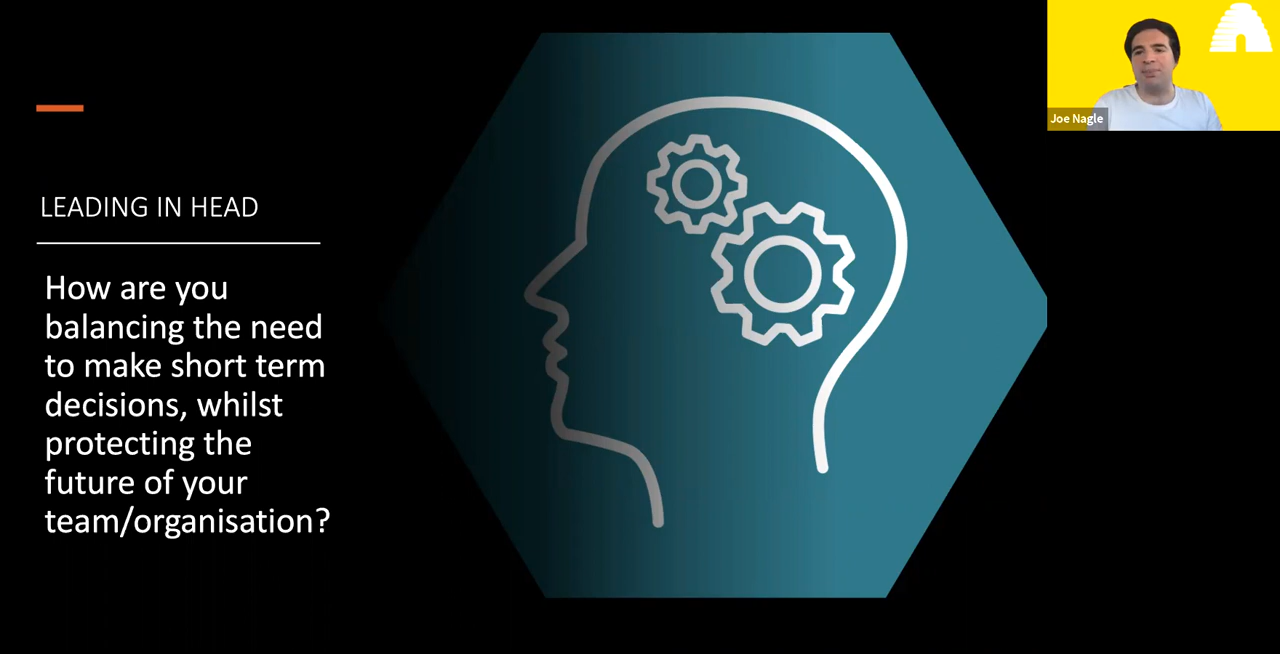 LEADING IN HEAD
How are you
balancing the need
to make short term
decisions, whilst
protecting the
future of your
team/organisation?
Joe Nagle